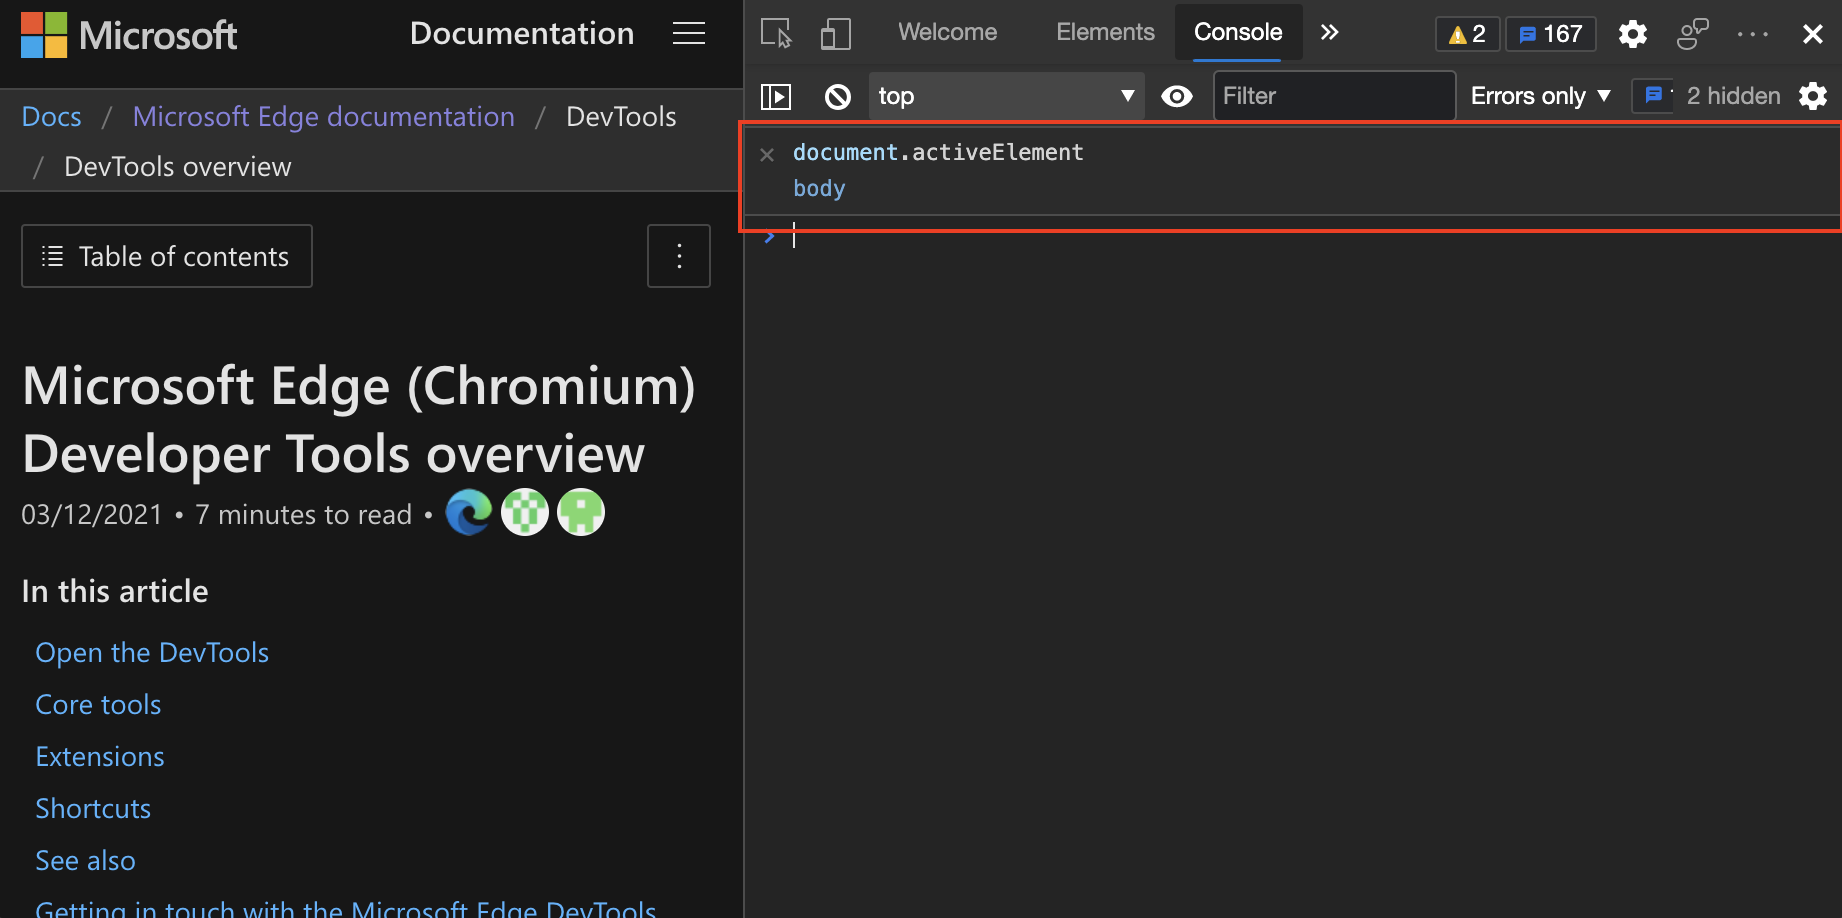 Microsoft
Documentation
Docs / Microsoft Edge documentation / DevTools
/ DevTools overview
Table of contents
Microsoft Edge (Chromium)
Developer Tools overview
03/12/2021 • 7 minutes to read •
In this article
Open the DevTools
Core tools
Extensions
Shortcuts
See also
Getting in touch with the Microsoft Edge DevTools
Welcome
Elements
Console
2
167
top
Filter
Errors only
2 hidden
document.activeElement
body